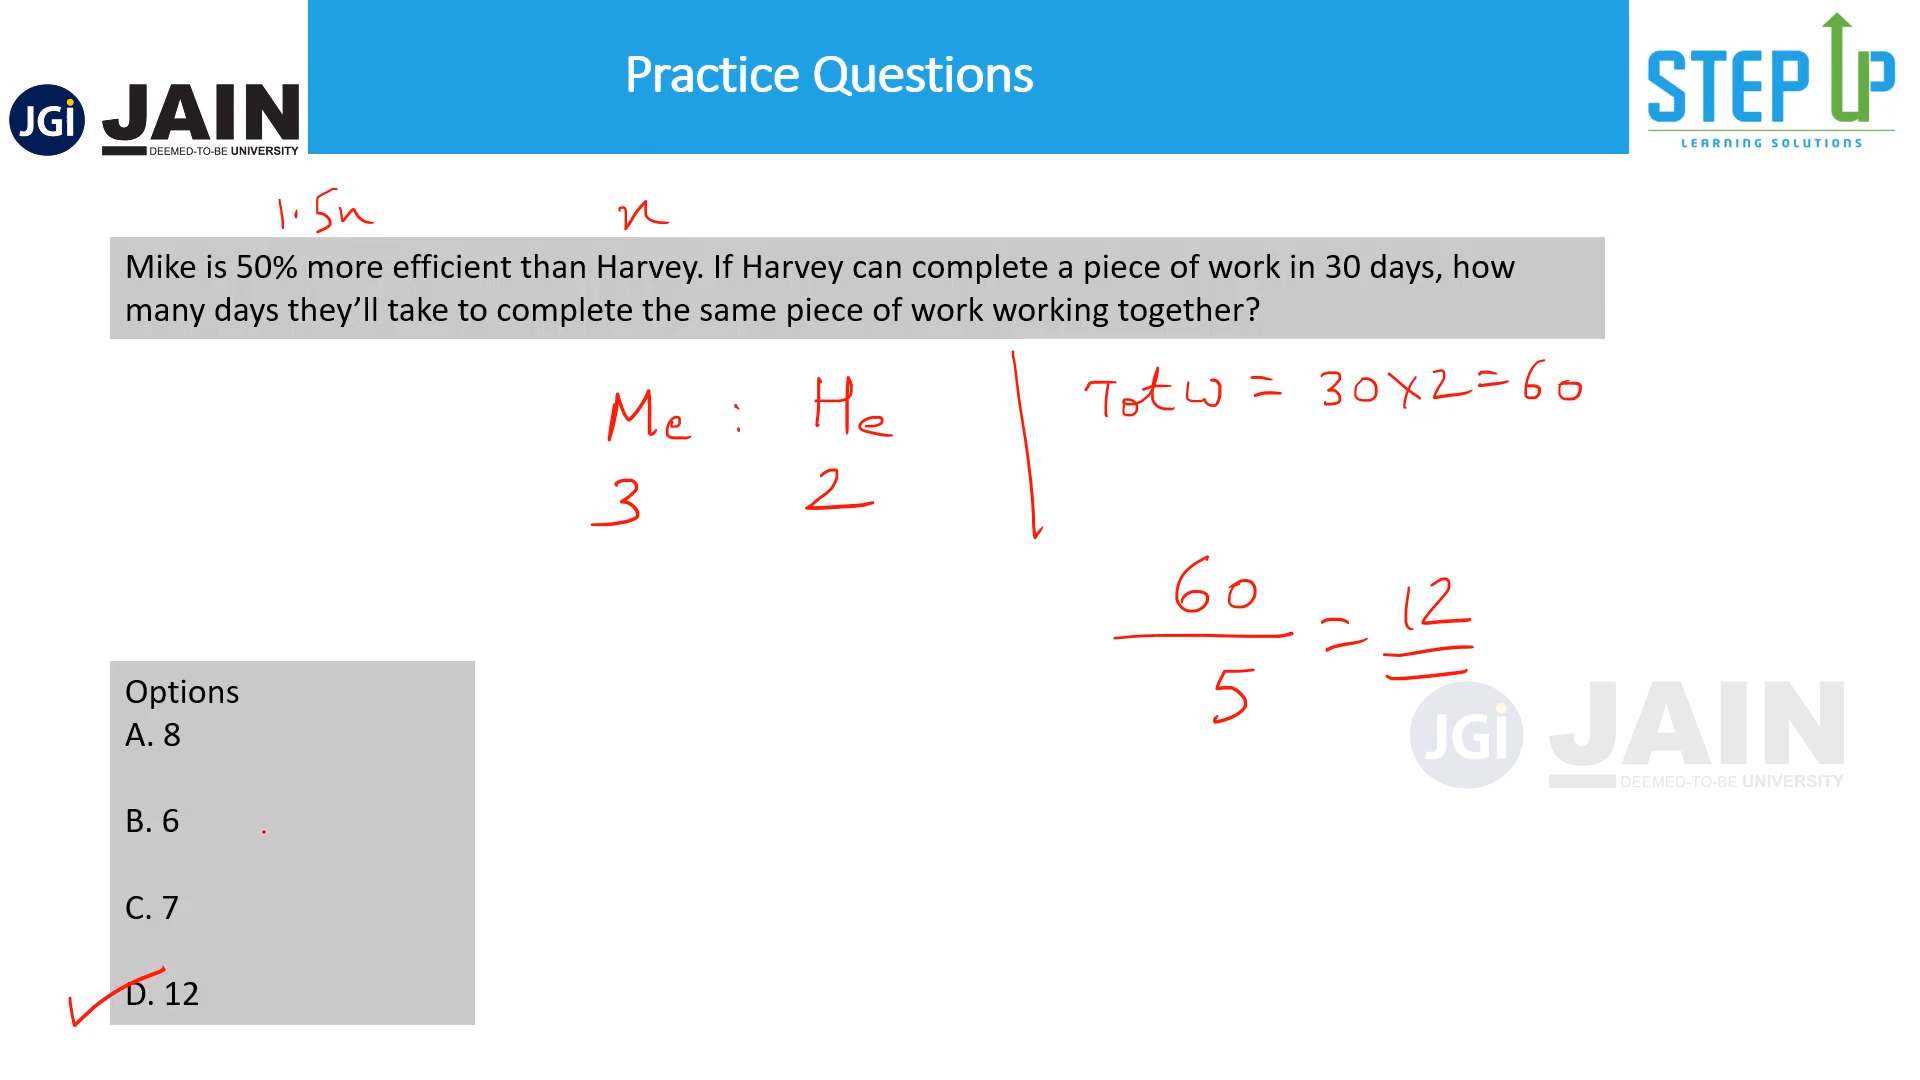 Practice Questions
JGi JAIN
DEEMED-TO-BE UNIVERSITY
STEP UP
LEARNING SOLUTIONS
1.5x x
Mike is 50% more efficient than Harvey. If Harvey can complete a piece of work in 30 days, how
many days they’ll take to complete the same piece of work working together?
Me : He
3 2
Tot W = 30 × 2 = 60
60
5
= 12
Options
A. 8
B. 6
C. 7
D. 12
JGi JAIN
DEEMED-TO-BE UNIVERSITY